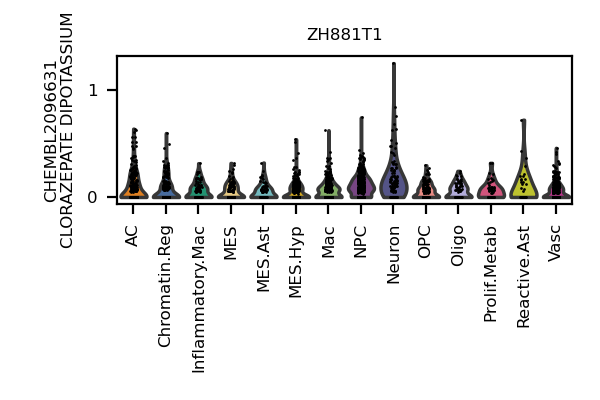 ZH881T1
CHEMBL2096631
CLORAZEPATE DIPOTASSIUM
1
0
AC
Chromatin.Reg
Inflammatory.Mac
MES
MES.Ast
MES.Hyp
Mac
NPC
Neuron
OPC
Oligo
Prolif.Metab
Reactive.Ast
Vasc